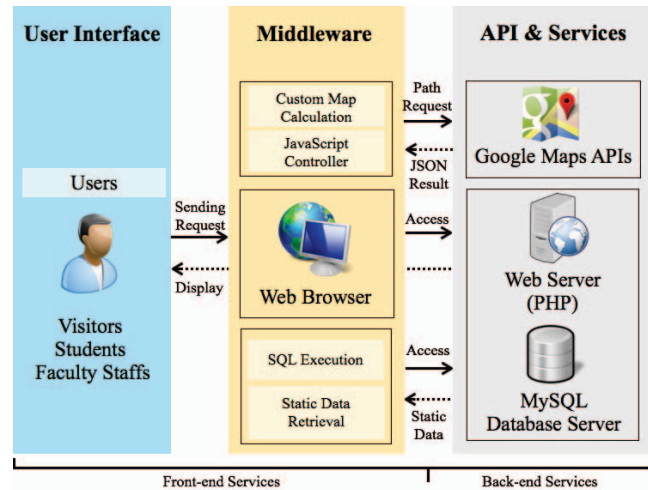 User Interface
Middleware
API & Services
Custom Map
Calculation
JavaScript
Controller
Path
Request
JSON
Result
Google Maps APIs
Users
Visitors
Students
Faculty Staffs
Sending
Request
Display
Web Browser
Access
Web Server
(PHP)
SQL Execution
Static Data
Retrieval
Access
Static
Data
MySQL
Database Server
Front-end Services
Back-end Services